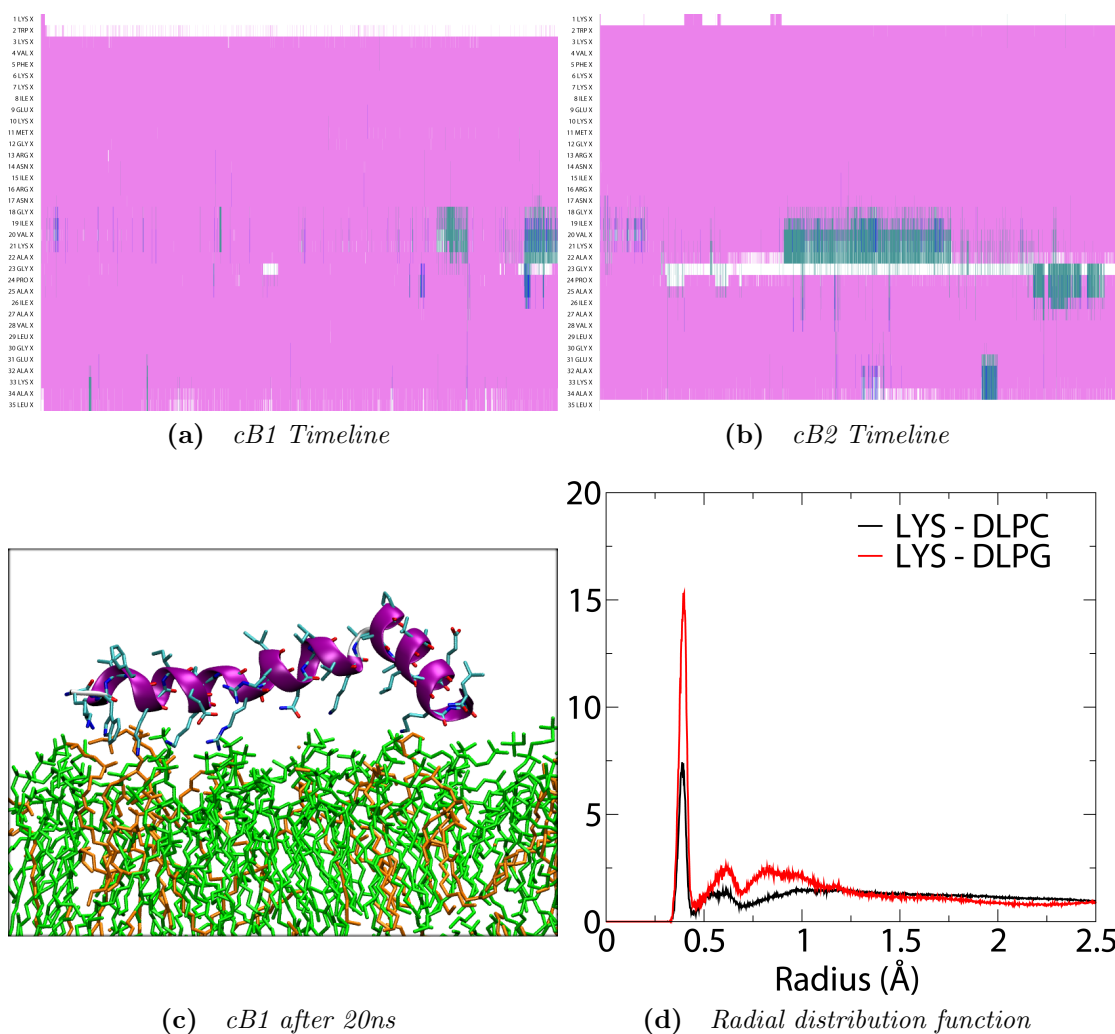 1 LYS X
2 TRP X
3 LYS X
4 VAL X
5 PHE X
6 LYS X
7 LYS X
8 ILE X
9 GLU X
10 LYS X
11 MET X
12 GLY X
13 ARG X
14 ASN X
15 ILE X
16 ARG X
17 ASN X
18 GLY X
19 ILE X
20 VAL X
21 LYS X
22 ALA X
23 GLY X
24 PRO X
25 ALA X
26 ILE X
27 ALA X
28 VAL X
29 LEU X
30 GLY X
31 GLU X
32 ALA X
33 LYS X
34 ALA X
35 LEU X
(a) cB1 Timeline
1 LYS X
2 TRP X
3 LYS X
4 VAL X
5 PHE X
6 LYS X
7 LYS X
8 ILE X
9 GLU X
10 LYS X
11 MET X
12 GLY X
13 ARG X
14 ASN X
15 ILE X
16 ARG X
17 ASN X
18 GLY X
19 ILE X
20 VAL X
21 LYS X
22 ALA X
23 GLY X
24 PRO X
25 ALA X
26 ILE X
27 ALA X
28 VAL X
29 LEU X
30 GLY X
31 GLU X
32 ALA X
33 LYS X
34 ALA X
35 LEU X
(b) cB2 Timeline
(c) cB1 after 20ns
20
15
10
5
0
LYS - DLPC
LYS - DLPG
0 0.5 1 1.5 2 2.5
Radius (Å)
(d) Radial distribution function